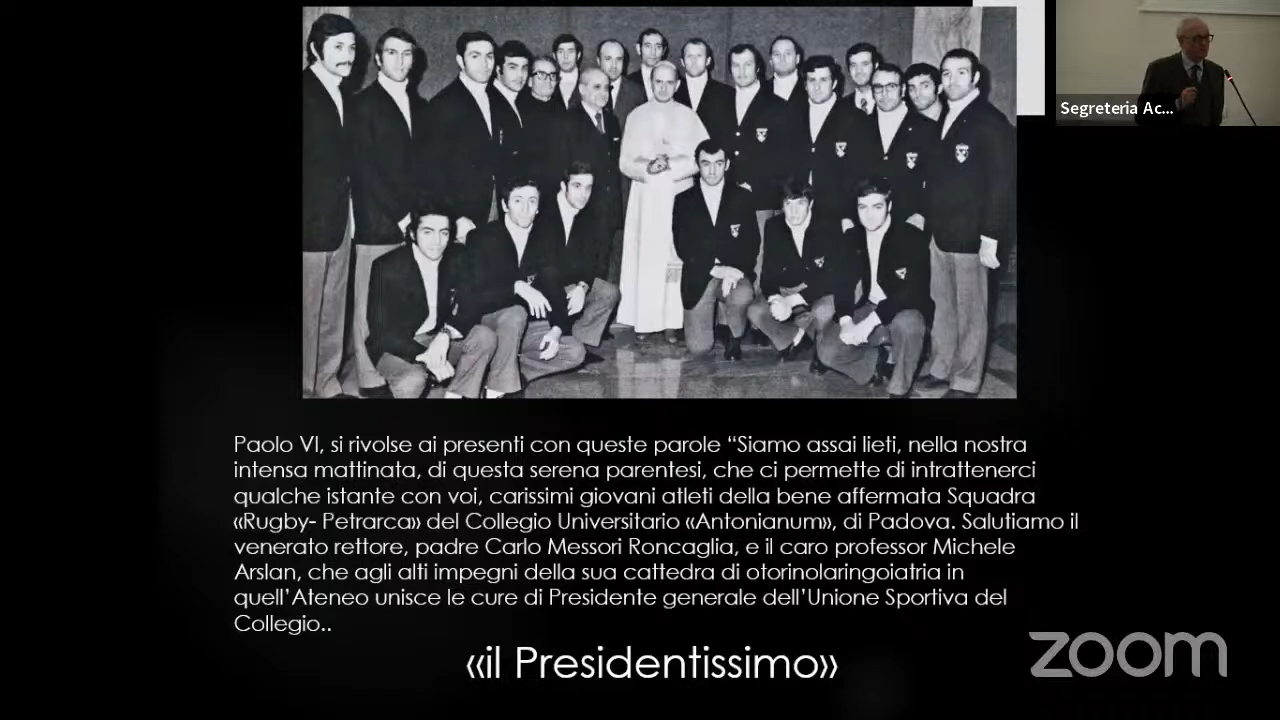 Segreteria Ac...
Paolo VI, si rivolse ai presenti con queste parole “Siamo assai lieti, nella nostra
intensa mattinata, di questa serena parentesi, che ci permette di intrattenerci
qualche istante con voi, carissimi giovani atleti della bene affermata Squadra
«Rugby- Petrarca» del Collegio Universitario «Antonianum», di Padova. Salutiamo il
venerato rettore, padre Carlo Messori Roncaglia, e il caro professor Michele
Arslan, che agli alti impegni della sua cattedra di otorinolaringoiatria in
quell’Ateneo unisce le cure di Presidente generale dell’Unione Sportiva del
Collegio..
«il Presidentissimo»
zoom